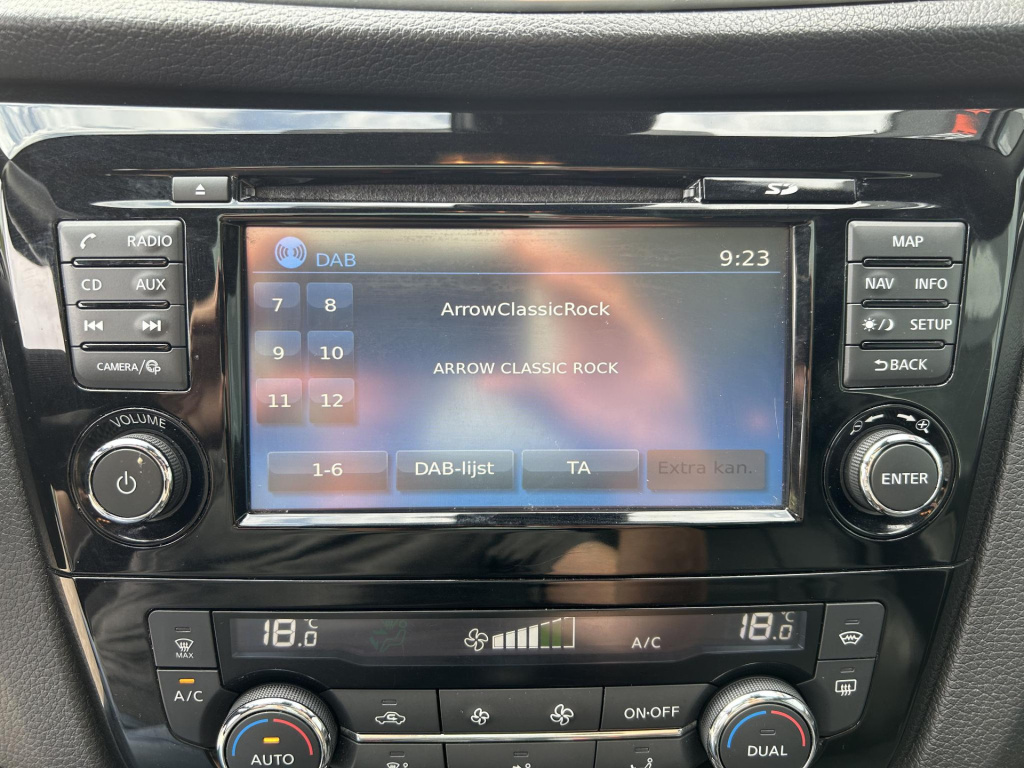 SD
RADIO
CD AUX
CAMERA/
VOLUME
DAB 9:23
7 8
9 10
11 12
ArrowClassicRock
ARROW CLASSIC ROCK
1-6 DAB-lijst TA Extra kan.
MAP
NAV INFO
SETUP
BACK
ENTER
18.0 °C
A/C
18.0 °C
MAX
A/C
ON·OFF
AUTO
DUAL